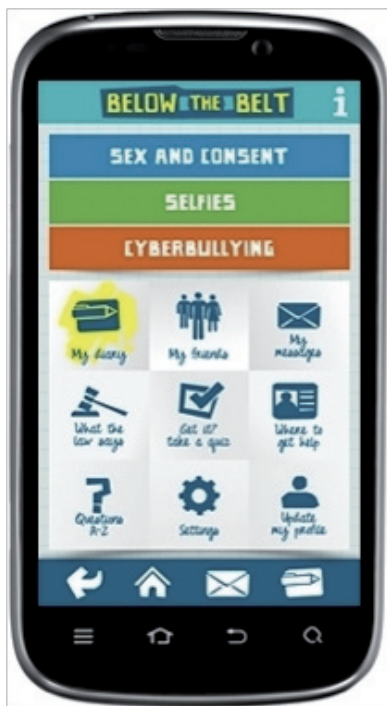 BELOW THE BELT
i
SEX AND CONSENT
SELFIES
CYBERBULLYING
My diary
My friends
My
messages
What the
law says
Get it?
take a quiz
Where to
get help
Questions
A-Z
Settings
Update
my profile